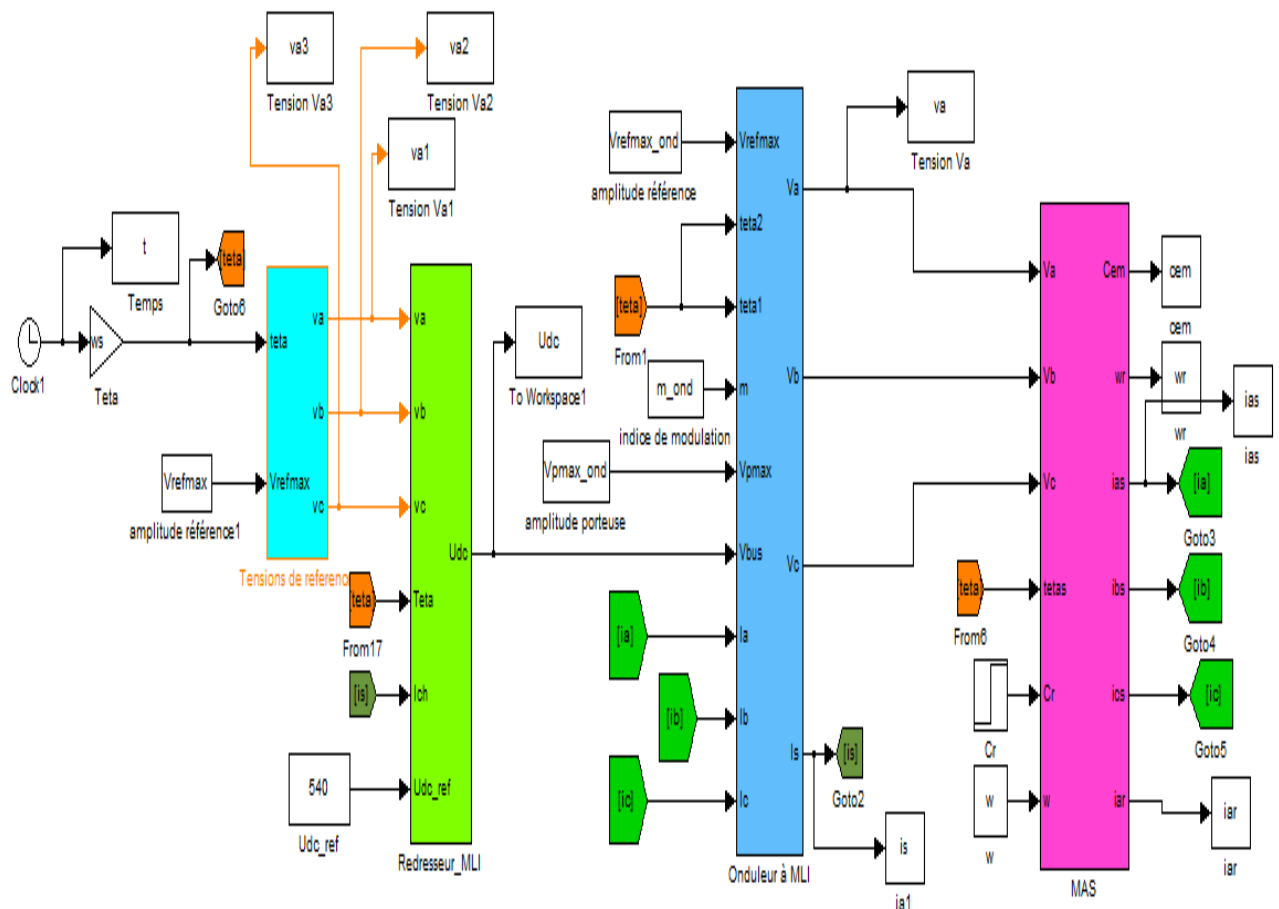 va3
Tension Va3
va2
Tension Va2
va1
Tension Va1
t
Temps
[teta]
Goto6
Clock1
ws
Teta
teta
Vrefmax
va
vb
vc
Tensions de referenc
Vrefmax
amplitude référence1
va
vb
vc
Teta
Ich
Udc_ref
Udc
Redresseur_MLI
[teta]
From17
[is]
540
Udc_ref
Udc
To Workspace1
Vrefmax_ond
amplitude référence
[teta]
From1
m_ond
indice de modulation
Vpmax_ond
amplitude porteuse
[ia]
[ib]
[ic]
Vrefmax
teta2
teta1
m
Vpmax
Vbus
Ia
Ib
Ic
Va
Vb
Vc
Is
Onduleur à MLI
va
Tension Va
[is]
Goto2
is
ia1
[teta]
From6
Cr
w
w
Va
Vb
Vc
tetas
Cr
w
Cem
wr
ias
ibs
ics
iar
MAS
cem
cem
wr
wr
ias
ias
[ia]
Goto3
[ib]
Goto4
[ic]
Goto5
iar
iar